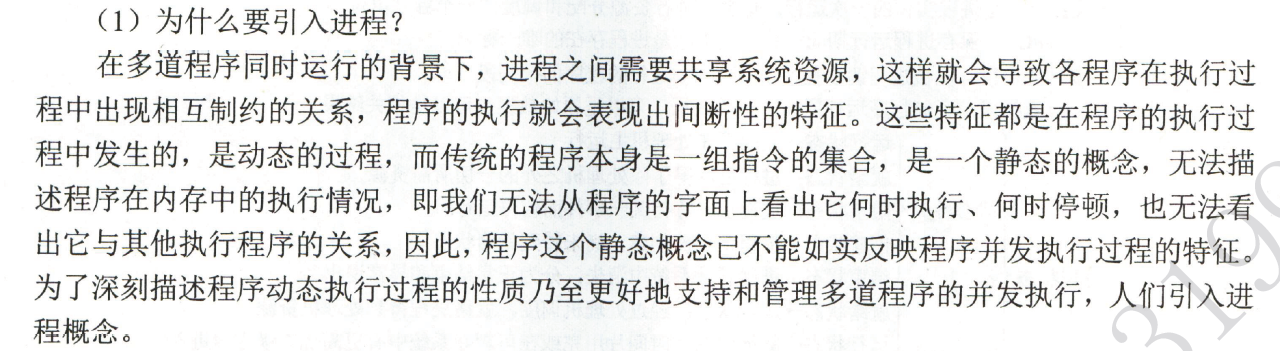 （1）为什么要引入进程？
在多道程序同时运行的背景下，进程之间需要共享系统资源，这样就会导致各程序在执行过
程中出现相互制约的关系，程序的执行就会表现出间断性的特征。这些特征都是在程序的执行过
程中发生的，是动态的过程，而传统的程序本身是一组指令的集合，是一个静态的概念，无法描
述程序在内存中的执行情况，即我们无法从程序的字面上看出它何时执行、何时停顿，也无法看
出它与其他执行程序的关系，因此，程序这个静态概念已不能如实反映程序并发执行过程的特征。
为了深刻描述程序动态执行过程的性质乃至更好地支持和管理多道程序的并发执行，人们引入进
程概念。
319